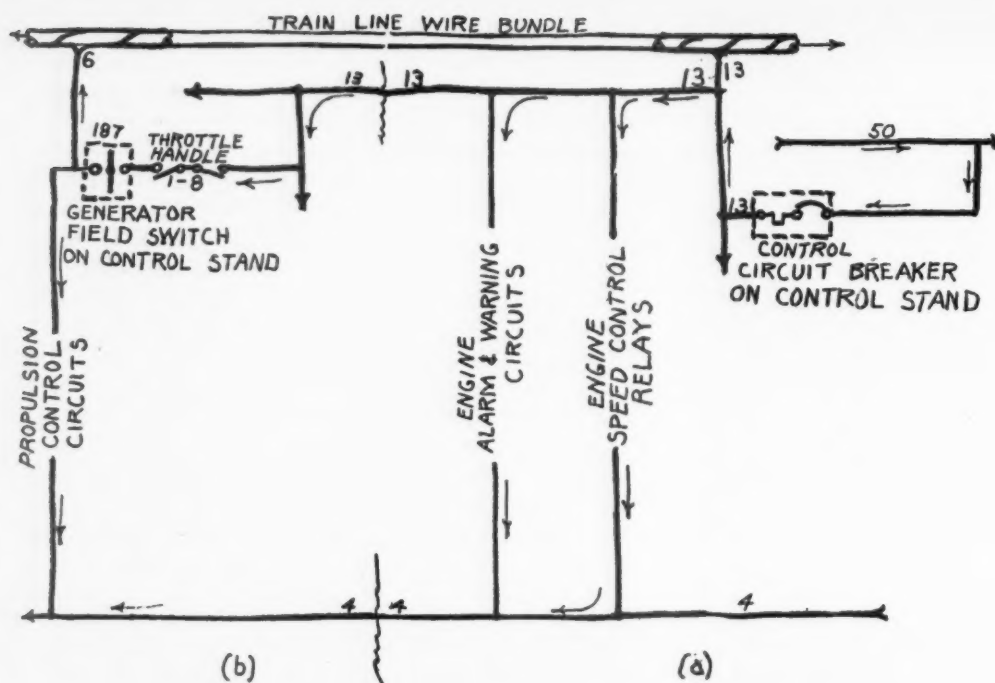 TRAIN LINE WIRE BUNDLE
6
13
13
13
13
187
THROTTLE
HANDLE
1-8
GENERATOR
FIELD SWITCH
ON CONTROL STAND
50
13
CONTROL
CIRCUIT BREAKER
ON CONTROL STAND
PROPULSION
CONTROL
CIRCUITS
ENGINE
ALARM & WARNING
CIRCUITS
ENGINE
SPEED CONTROL
RELAYS
4
4
4
(b)
(a)